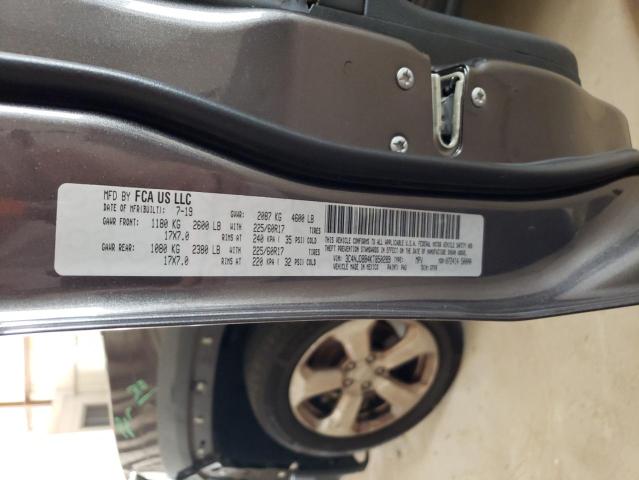 MFD BY FCA US LLC
DATE OF MFR(BUILT): 7-19 GVWR: 2087 KG 4600 LB
GAWR FRONT: 1180 KG 2600 LB 225/60R17 TIRES
17X7.0 RIMS AT 240 KPA ( 35 PSI) COLD
GAWR REAR: 1080 KG 2380 LB 225/60R17 TIRES
17X7.0 RIMS AT 220 KPA ( 32 PSI) COLD
THIS VEHICLE CONFORMS TO ALL APPLICABLE U.S.A. FEDERAL MOTOR VEHICLE SAFETY AND
THEFT PREVENTION STANDARDS IN EFFECT ON THE DATE OF MANUFACTURE SHOWN ABOVE.
VIN: TYPE: MPV
VEHICLE MADE IN MEXICO